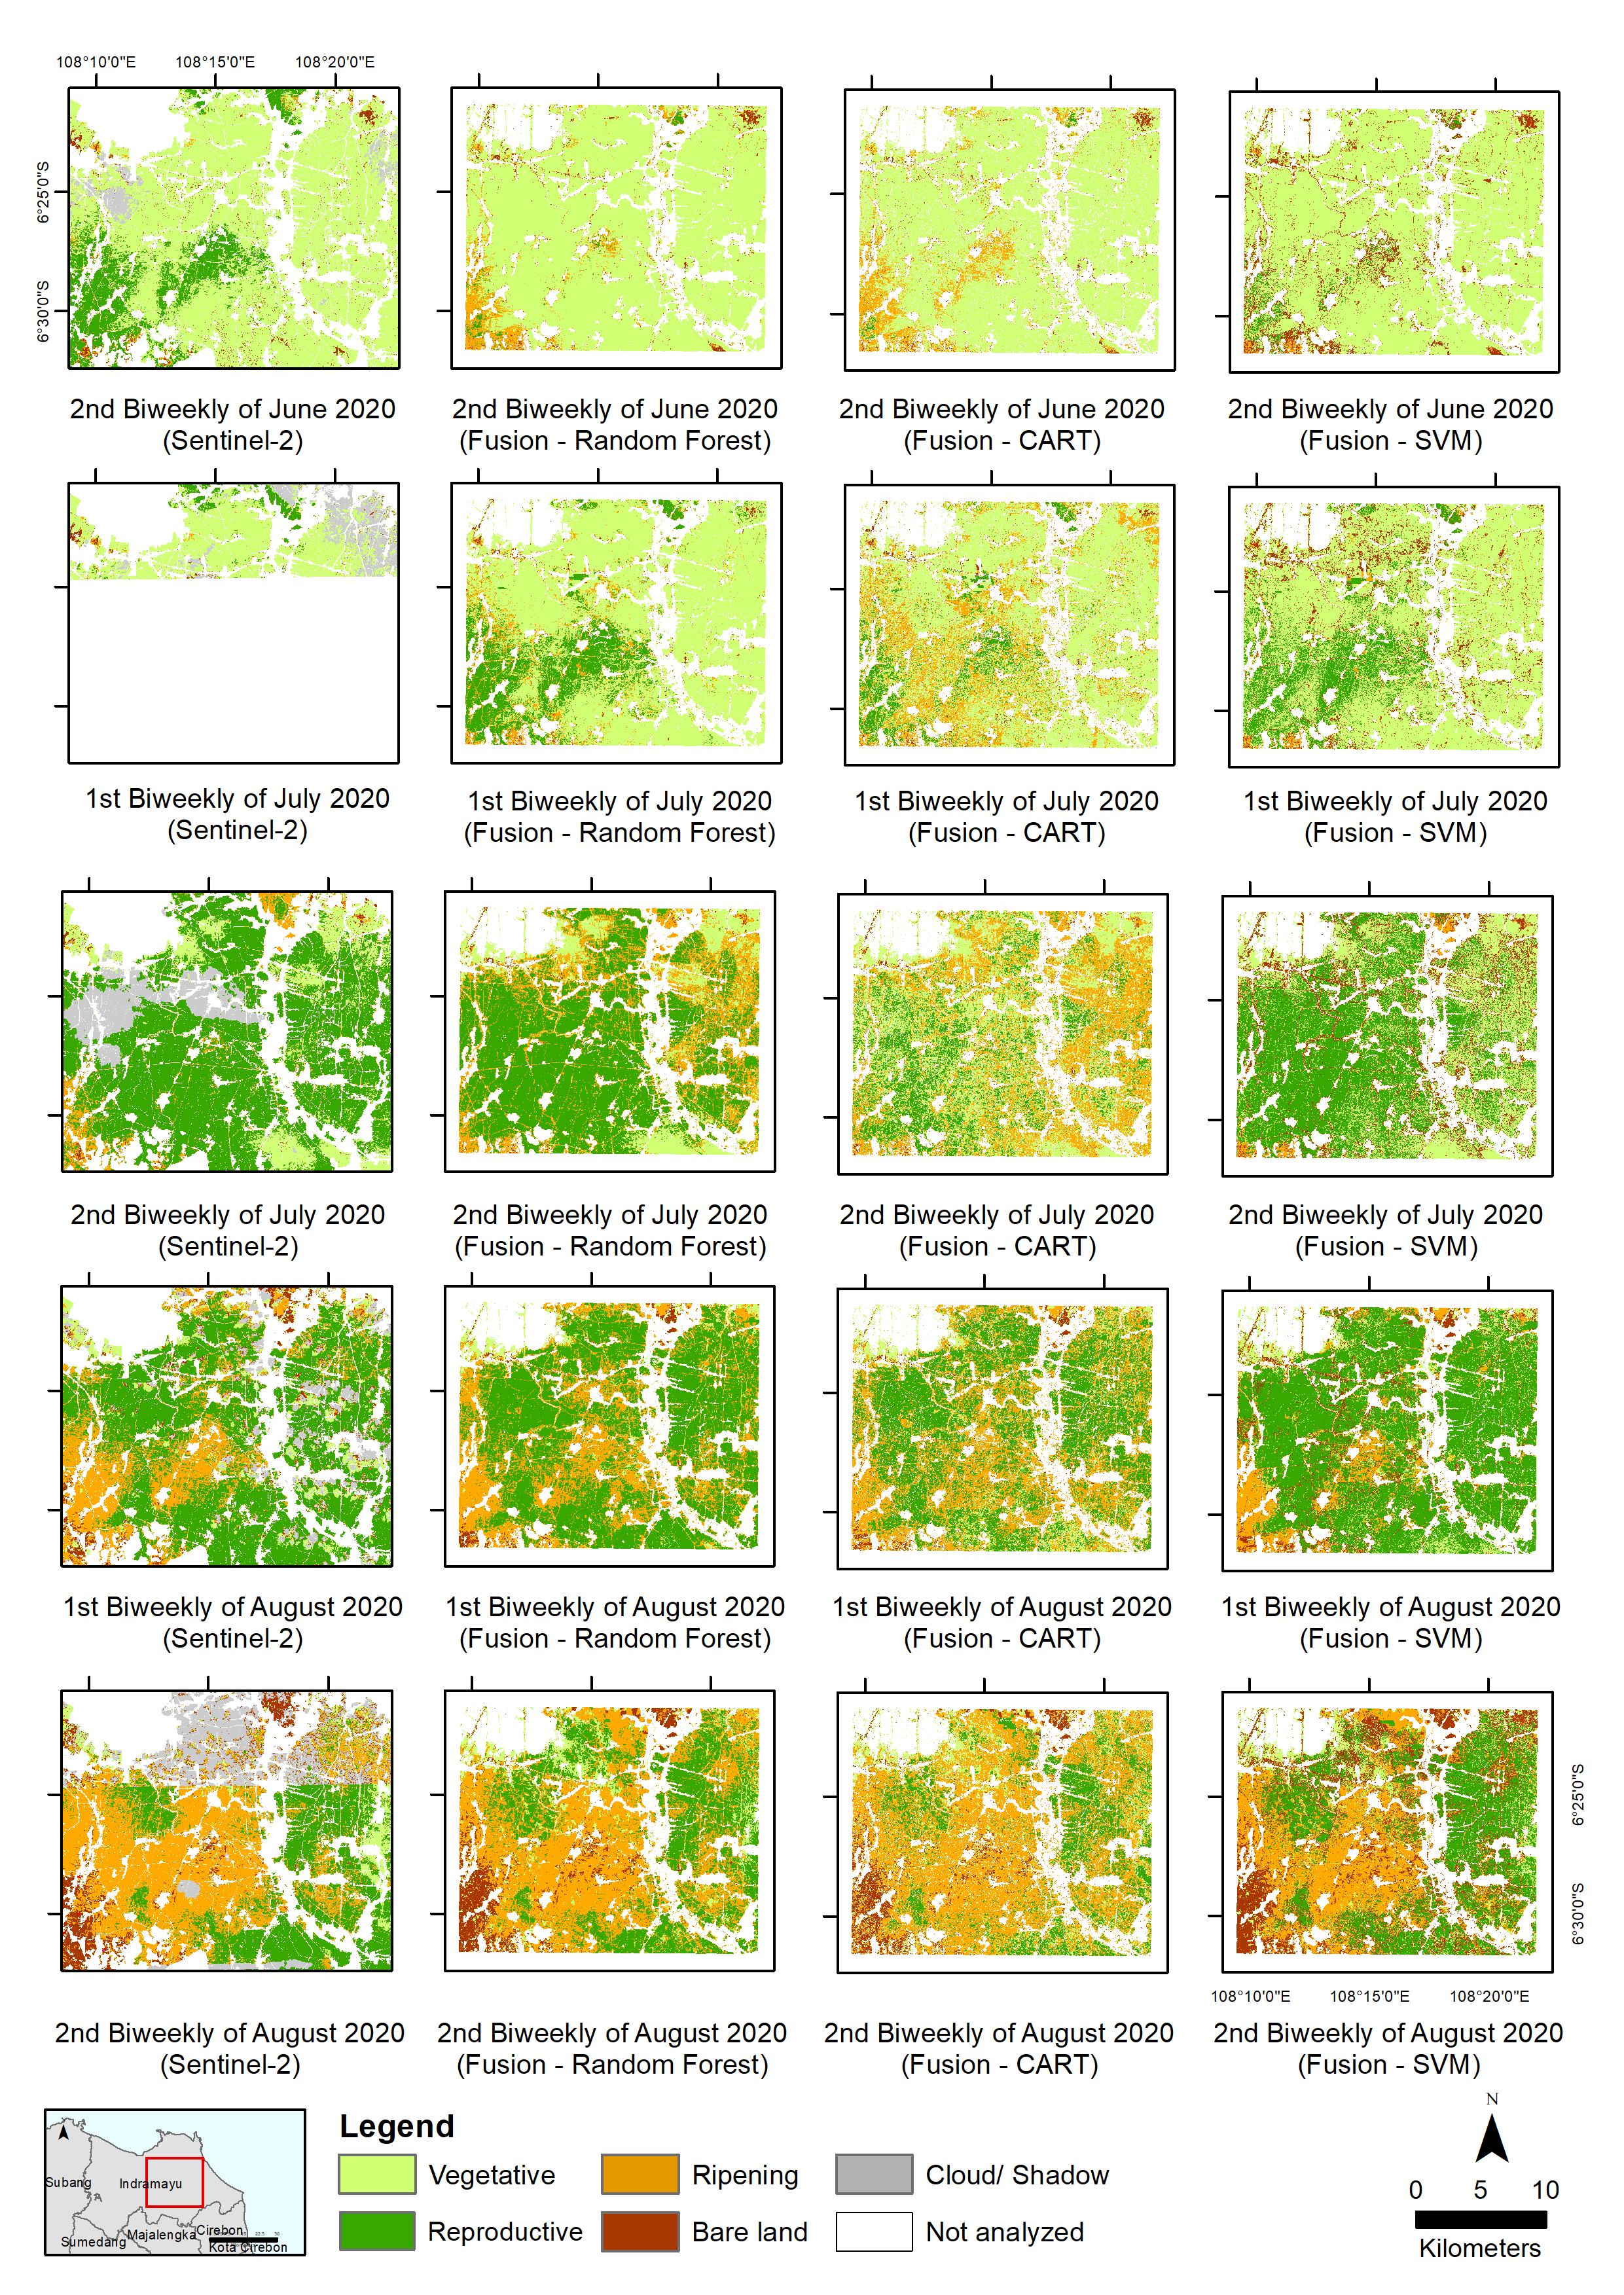 108°10'0"E 108°15'0"E 108°20'0"E
6°25'0"S
6°30'0"S
2nd Biweekly of June 2020
(Sentinel-2)
2nd Biweekly of June 2020
(Fusion - Random Forest)
2nd Biweekly of June 2020
(Fusion - CART)
2nd Biweekly of June 2020
(Fusion - SVM)
1st Biweekly of July 2020
(Sentinel-2)
1st Biweekly of July 2020
(Fusion - Random Forest)
1st Biweekly of July 2020
(Fusion - CART)
1st Biweekly of July 2020
(Fusion - SVM)
2nd Biweekly of July 2020
(Sentinel-2)
2nd Biweekly of July 2020
(Fusion - Random Forest)
2nd Biweekly of July 2020
(Fusion - CART)
2nd Biweekly of July 2020
(Fusion - SVM)
1st Biweekly of August 2020
(Sentinel-2)
1st Biweekly of August 2020
(Fusion - Random Forest)
1st Biweekly of August 2020
(Fusion - CART)
1st Biweekly of August 2020
(Fusion - SVM)
6°25'0"S
6°30'0"S
108°10'0"E 108°15'0"E 108°20'0"E
2nd Biweekly of August 2020
(Sentinel-2)
2nd Biweekly of August 2020
(Fusion - Random Forest)
2nd Biweekly of August 2020
(Fusion - CART)
2nd Biweekly of August 2020
(Fusion - SVM)
Subang
Indramayu
Sumedang
Majalengka
Cirebon
Kota Cirebon
Legend
Vegetative
Ripening
Cloud/ Shadow
Reproductive
Bare land
Not analyzed
N
0 5 10
Kilometers